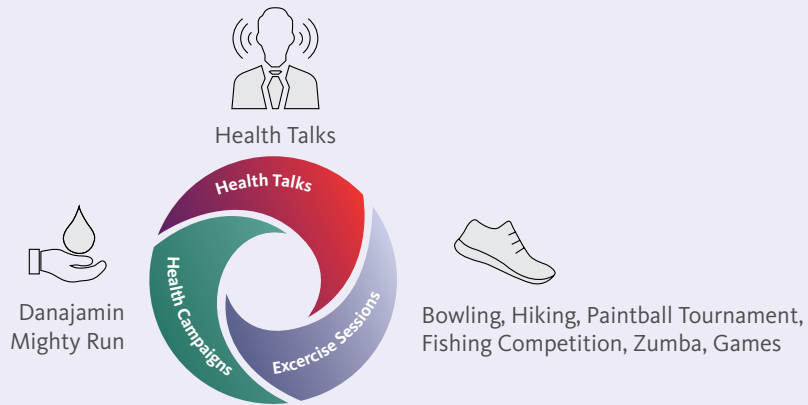 Health Talks
Health Talks
Danajamin
Mighty Run
Health Campaigns
Excercise Sessions
Bowling, Hiking, Paintball Tournament,
Fishing Competition, Zumba, Games